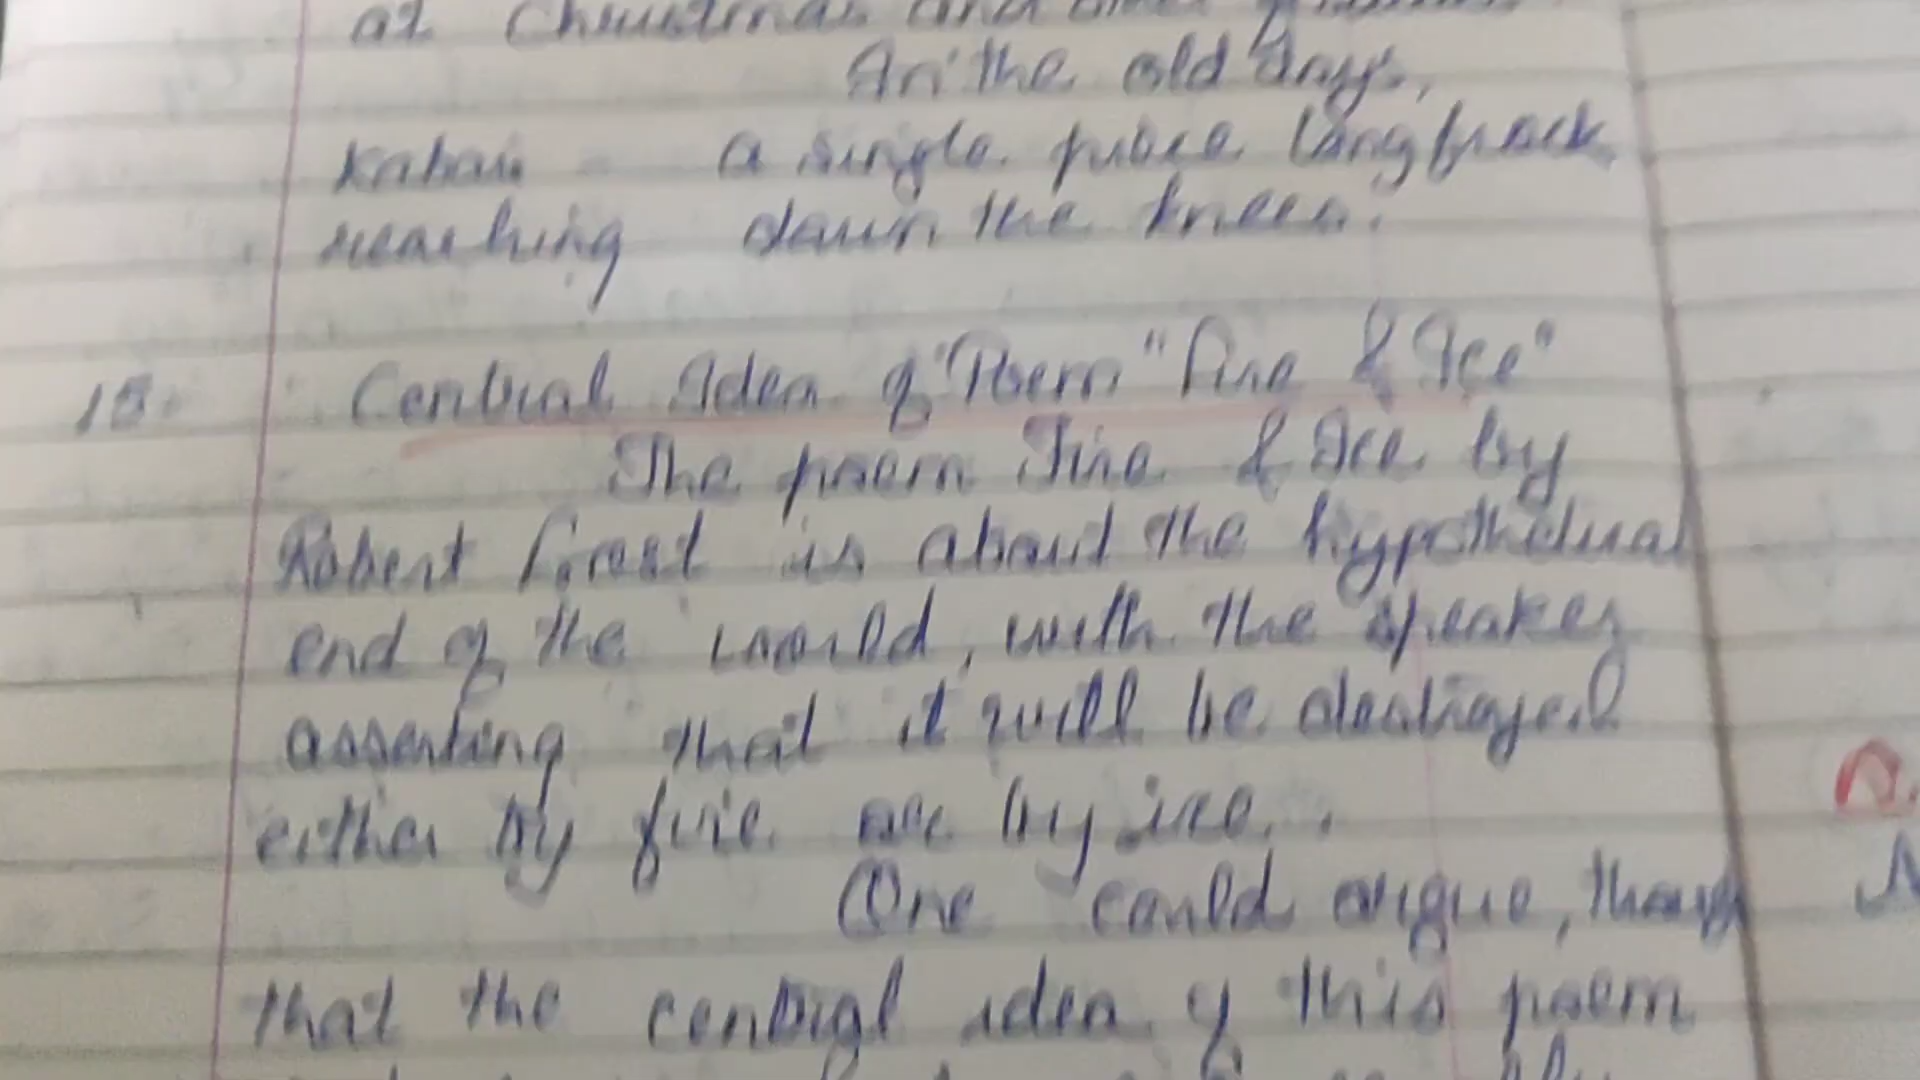 at Christmas and other
In the old days,
Kabai - a single piece long frock
reaching down the knees.
15. Central Idea of "Poem" Fire & Ice"
The poem Fire & Ice by
Robert Frost is about the hypothetical
end of the world, with the speaker
asserting that it will be destroyed
either by fire or by ice.
One could argue, though
that the central idea of this poem